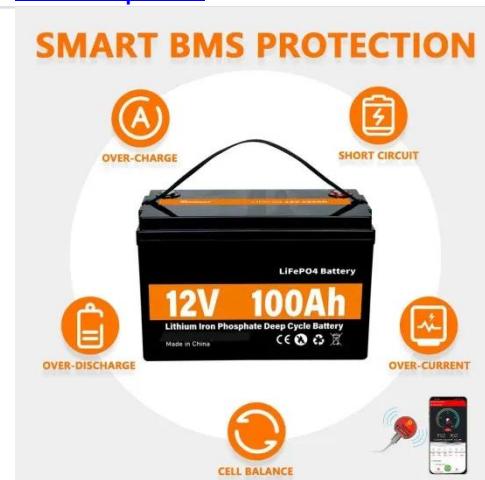 SMART BMS PROTECTION
OVER-CHARGE
SHORT CIRCUIT
LiFePO4 Battery
12V 100Ah
Lithium Iron Phosphate Deep Cycle Battery
Made in China
OVER-DISCHARGE
OVER-CURRENT
CELL BALANCE